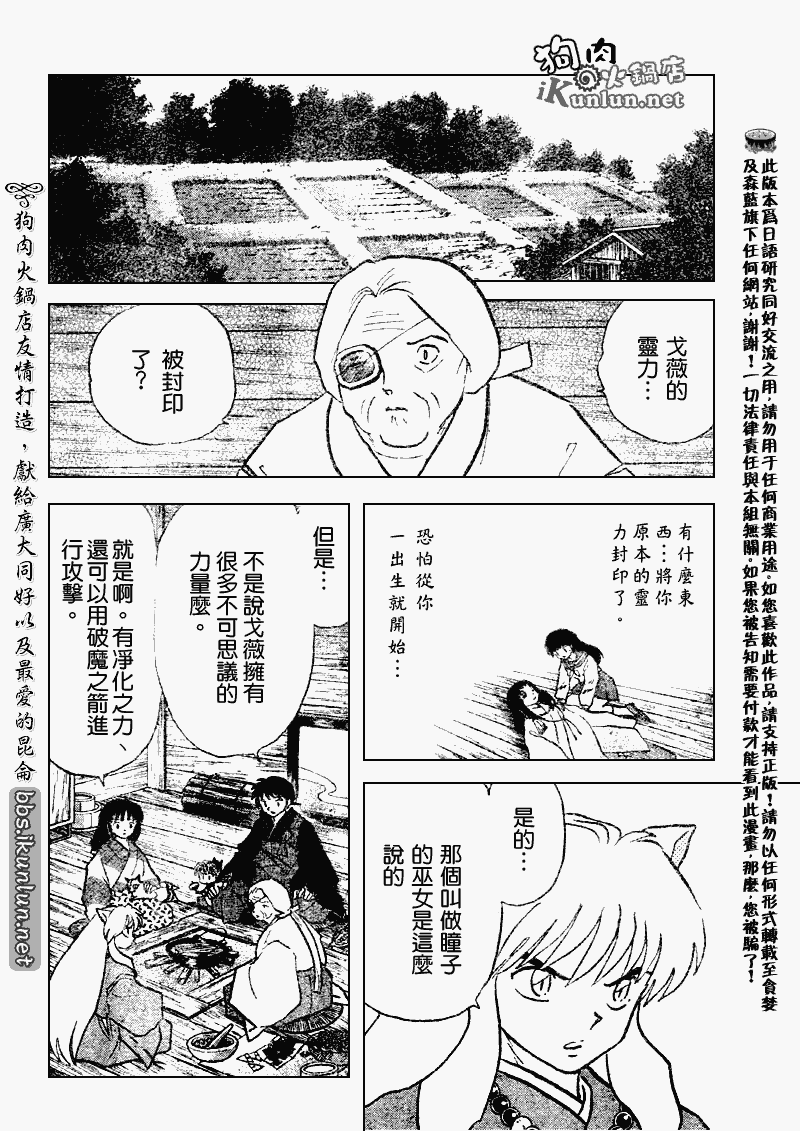 狗肉
火鍋店
iKunlun.net
此版本爲日語研究同好交流之用，請勿用于任何商業用途。如您喜歡此作品，請支持正版！請勿以任何形式轉載至貪婪
及森藍旗下任何網站，謝謝！一切法律責任與本組無關。如果您被告知需要付款才能看到此漫畫，那麼，您被騙了！
戈薇的
靈力…
被封印
了？
有什麼東
西…將你
原本的靈
力封印了。
恐怕從你
一出生就開始…
但是…
不是說戈薇擁有
很多不可思議的
力量麼。
就是啊。有淨化之力、
還可以用破魔之箭進
行攻擊。
是的…
那個叫做瞳子
的巫女是這麼
說的
狗肉火鍋店友情打造，獻給廣大同好以及最愛的昆侖
bbs.ikunlun.net